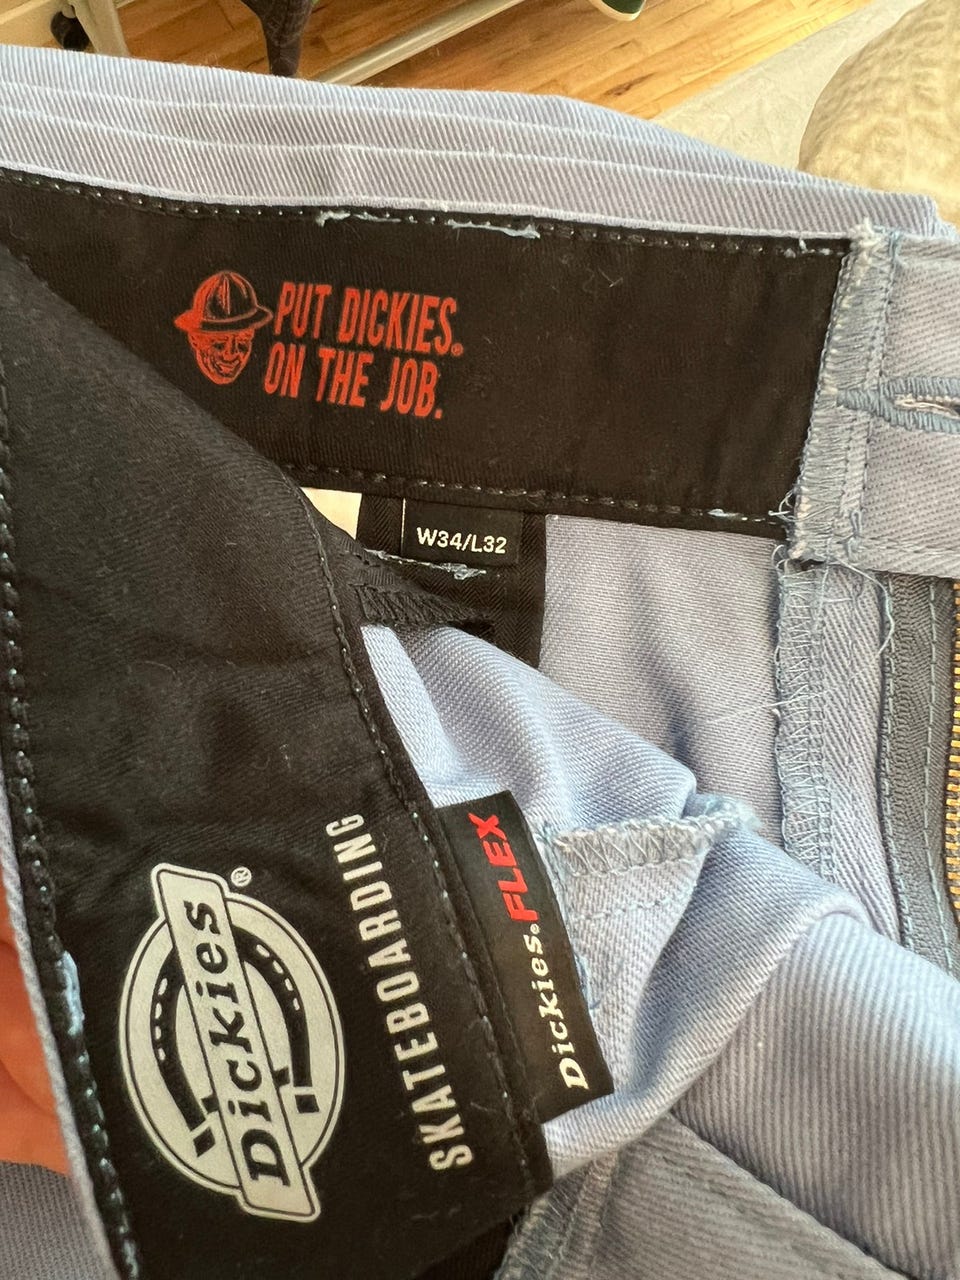 PUT DICKIES®
ON THE JOB.
W34/L32
Dickies®
SKATEBOARDING
Dickies®FLEX